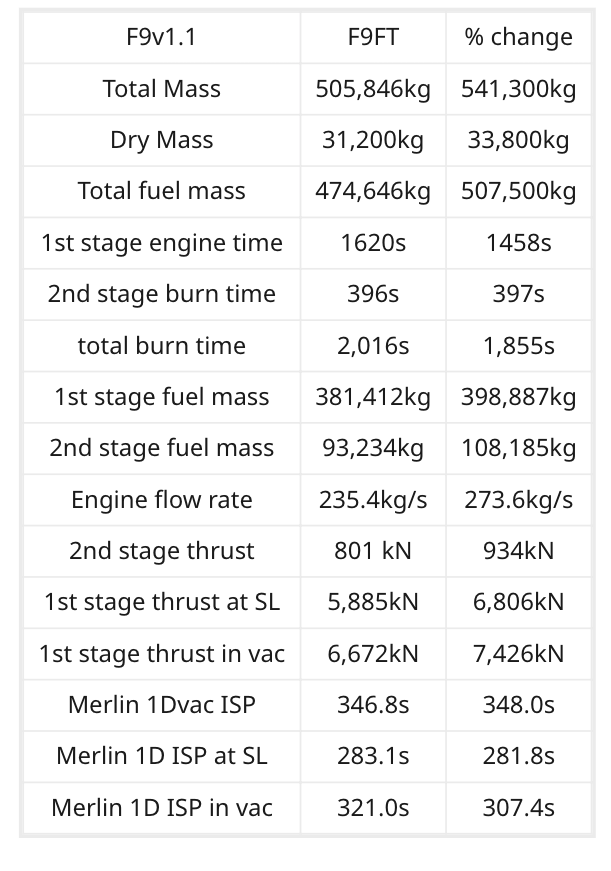 F9v1.1 F9FT % change
Total Mass 505,846kg 541,300kg
Dry Mass 31,200kg 33,800kg
Total fuel mass 474,646kg 507,500kg
1st stage engine time 1620s 1458s
2nd stage burn time 396s 397s
total burn time 2,016s 1,855s
1st stage fuel mass 381,412kg 398,887kg
2nd stage fuel mass 93,234kg 108,185kg
Engine flow rate 235.4kg/s 273.6kg/s
2nd stage thrust 801 kN 934kN
1st stage thrust at SL 5,885kN 6,806kN
1st stage thrust in vac 6,672kN 7,426kN
Merlin 1Dvac ISP 346.8s 348.0s
Merlin 1D ISP at SL 283.1s 281.8s
Merlin 1D ISP in vac 321.0s 307.4s